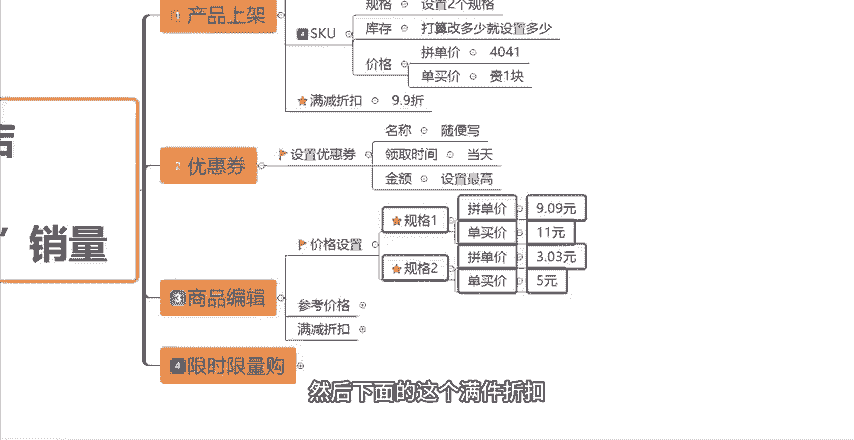 规格 设置2个规格
1 产品上架
SKU
库存 打算改多少就设置多少
价格
拼单价 4041
单买价 贵1块
满减折扣 9.9折
2 优惠券
设置优惠券
名称 随便写
领取时间 当天
金额 设置最高
”销量
3 商品编辑
价格设置
规格1
拼单价 9.09元
单买价 11元
规格2
拼单价 3.03元
单买价 5元
参考价格
满减折扣
4 限时限量购
然后下面的这个满件折扣